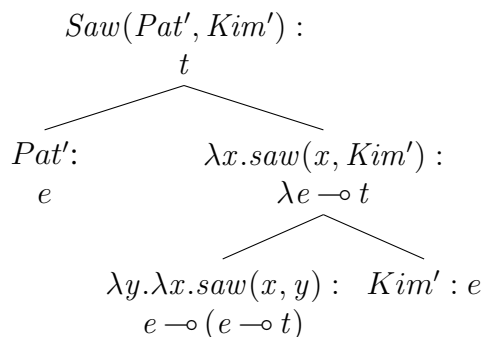 Saw(Pat′, Kim′) :
t
Pat′:
e
λx.saw(x, Kim′) :
λe ⊸ t
λy.λx.saw(x, y) :
e ⊸ (e ⊸ t)
Kim′ : e